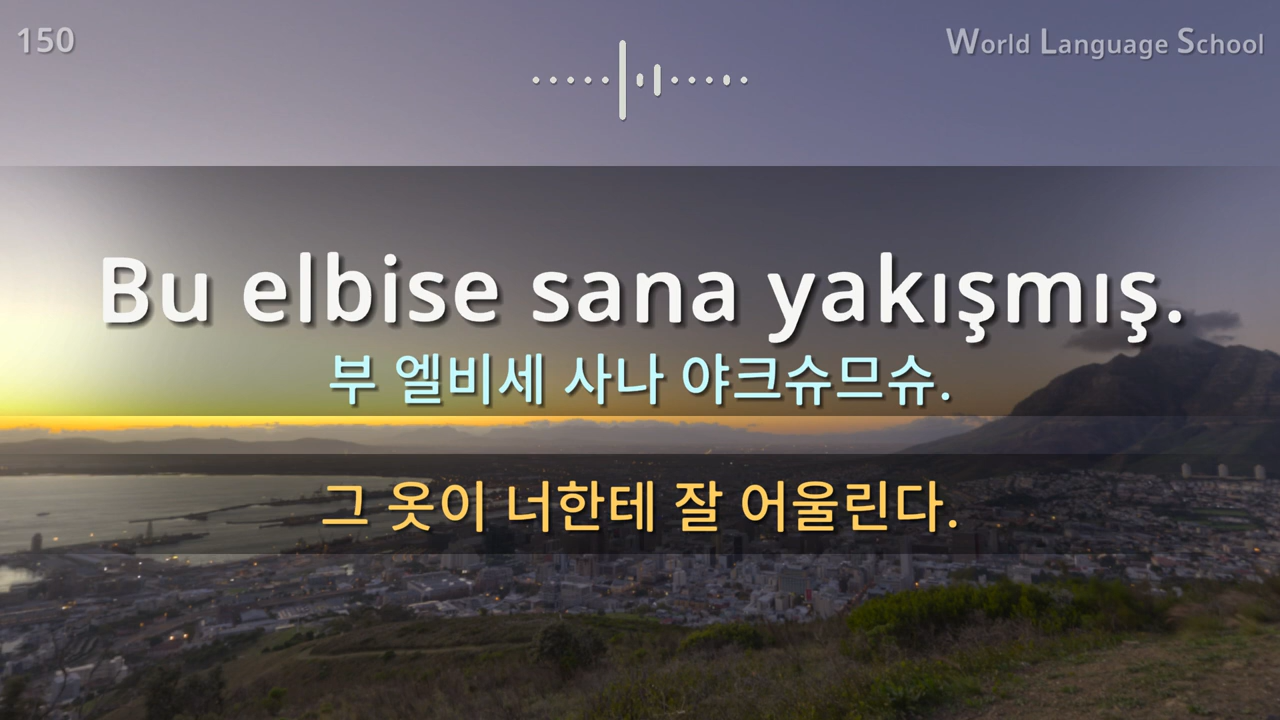 150
World Language School
Bu elbise sana yakışmış.
부 엘비세 사나 야크슈므슈.
그 옷이 너한테 잘 어울린다.